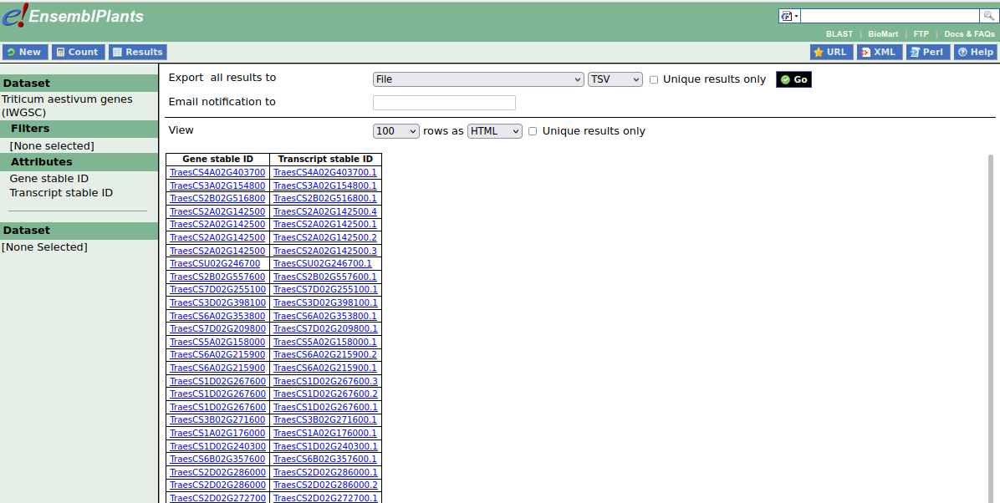 e! EnsemblPlants
BLAST | BioMart | FTP | Docs & FAQs
New Count Results URL XML Perl Help
Dataset
Triticum aestivum genes
(IWGSC)
Filters
[None selected]
Attributes
Gene stable ID
Transcript stable ID
Dataset
[None Selected]
Export all results to File TSV Unique results only Go
Email notification to
View 100 rows as HTML Unique results only
Gene stable ID Transcript stable ID
TraesCS4A02G403700 TraesCS4A02G403700.1
TraesCS3A02G154800 TraesCS3A02G154800.1
TraesCS2B02G516800 TraesCS2B02G516800.1
TraesCS2A02G142500 TraesCS2A02G142500.4
TraesCS2A02G142500 TraesCS2A02G142500.1
TraesCS2A02G142500 TraesCS2A02G142500.2
TraesCS2A02G142500 TraesCS2A02G142500.3
TraesCSU02G246700 TraesCSU02G246700.1
TraesCS2B02G557600 TraesCS2B02G557600.1
TraesCS7D02G255100 TraesCS7D02G255100.1
TraesCS3D02G398100 TraesCS3D02G398100.1
TraesCS6A02G353800 TraesCS6A02G353800.1
TraesCS7D02G209800 TraesCS7D02G209800.1
TraesCS5A02G158000 TraesCS5A02G158000.1
TraesCS6A02G215900 TraesCS6A02G215900.2
TraesCS6A02G215900 TraesCS6A02G215900.1
TraesCS1D02G267600 TraesCS1D02G267600.3
TraesCS1D02G267600 TraesCS1D02G267600.2
TraesCS1D02G267600 TraesCS1D02G267600.1
TraesCS3B02G271600 TraesCS3B02G271600.1
TraesCS1A02G176000 TraesCS1A02G176000.1
TraesCS1D02G240300 TraesCS1D02G240300.1
TraesCS6B02G357600 TraesCS6B02G357600.1
TraesCS2D02G286000 TraesCS2D02G286000.1
TraesCS2D02G286000 TraesCS2D02G286000.2
TraesCS2D02G272700 TraesCS2D02G272700.1